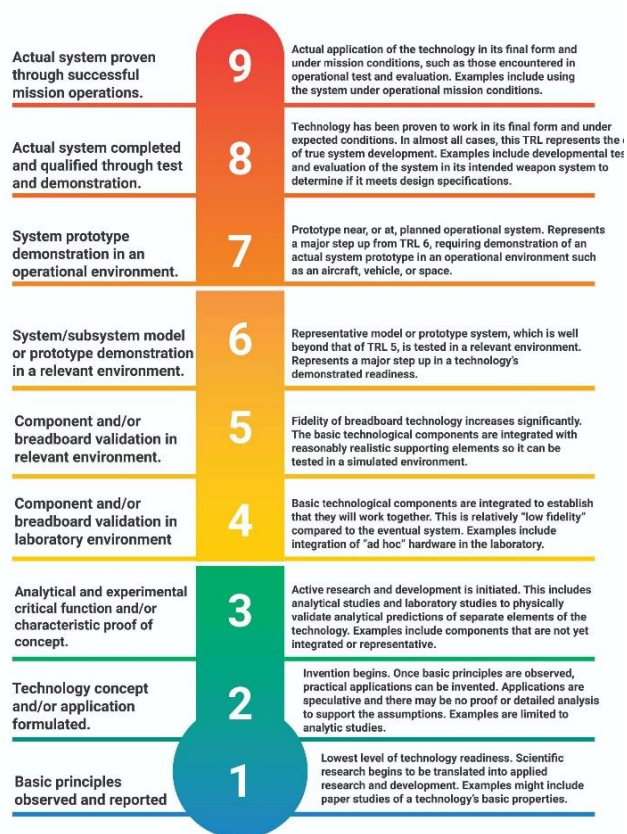 Actual system proven
through successful
mission operations.
9
Actual application of the technology in its final form and
under mission conditions, such as those encountered in
operational test and evaluation. Examples include using
the system under operational mission conditions.
Actual system completed
and qualified through test
and demonstration.
8
Technology has been proven to work in its final form and under
expected conditions. In almost all cases, this TRL represents the
of true system development. Examples include developmental tes
and evaluation of the system in its intended weapon system to
determine if it meets design specifications.
System prototype
demonstration in an
operational environment.
7
Prototype near, or at, planned operational system. Represents
a major step up from TRL 6, requiring demonstration of an
actual system prototype in an operational environment such
as an aircraft, vehicle, or space.
System/subsystem model
or prototype demonstration
in a relevant environment.
6
Representative model or prototype system, which is well
beyond that of TRL 5, is tested in a relevant environment.
Represents a major step up in a technology's
demonstrated readiness.
Component and/or
breadboard validation in
relevant environment.
5
Fidelity of breadboard technology increases significantly.
The basic technological components are integrated with
reasonably realistic supporting elements so it can be
tested in a simulated environment.
Component and/or
breadboard validation in
laboratory environment
4
Basic technological components are integrated to establish
that they will work together. This is relatively "low fidelity"
compared to the eventual system. Examples include
integration of "ad hoc" hardware in the laboratory.
Analytical and experimental
critical function and/or
characteristic proof of
concept.
3
Active research and development is initiated. This includes
analytical studies and laboratory studies to physically
validate analytical predictions of separate elements of the
technology. Examples include components that are not yet
integrated or representative.
Technology concept
and/or application
formulated.
2
Invention begins. Once basic principles are observed,
practical applications can be invented. Applications are
speculative and there may be no proof or detailed analysis
to support the assumptions. Examples are limited to
analytic studies.
Basic principles
observed and reported
1
Lowest level of technology readiness. Scientific
research begins to be translated into applied
research and development. Examples might include
paper studies of a technology's basic properties.